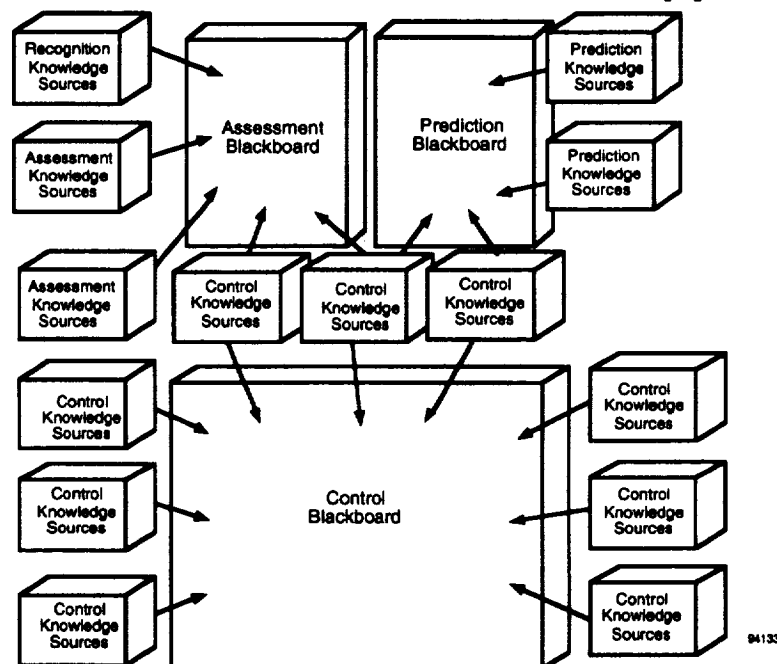 Recognition
Knowledge
Sources
Assessment
Blackboard
Prediction
Blackboard
Prediction
Knowledge
Sources
Assessment
Knowledge
Sources
Prediction
Knowledge
Sources
Assessment
Knowledge
Sources
Control
Knowledge
Sources
Control
Knowledge
Sources
Control
Knowledge
Sources
Control
Knowledge
Sources
Control
Knowledge
Sources
Control
Knowledge
Sources
Control
Blackboard
Control
Knowledge
Sources
Control
Knowledge
Sources
Control
Knowledge
Sources
94133